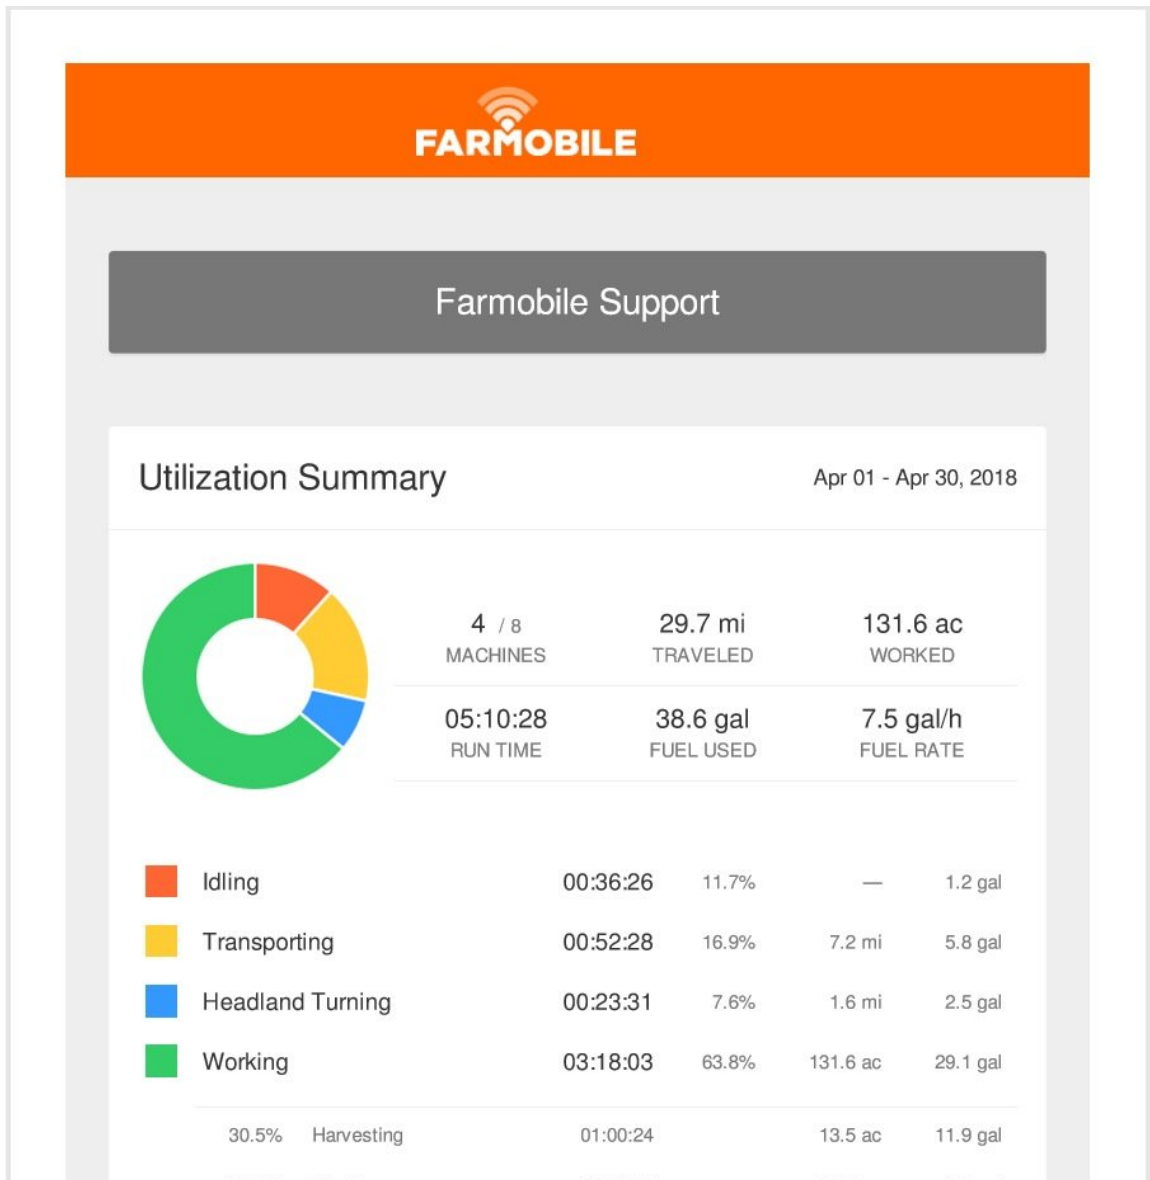 FARMOBILE
Farmobile Support
Utilization Summary Apr 01 - Apr 30, 2018
4 / 8 29.7 mi 131.6 ac
MACHINES TRAVELED WORKED
05:10:28 38.6 gal 7.5 gal/h
RUN TIME FUEL USED FUEL RATE
Idling 00:36:26 11.7% — 1.2 gal
Transporting 00:52:28 16.9% 7.2 mi 5.8 gal
Headland Turning 00:23:31 7.6% 1.6 mi 2.5 gal
Working 03:18:03 63.8% 131.6 ac 29.1 gal
30.5% Harvesting 01:00:24 13.5 ac 11.9 gal